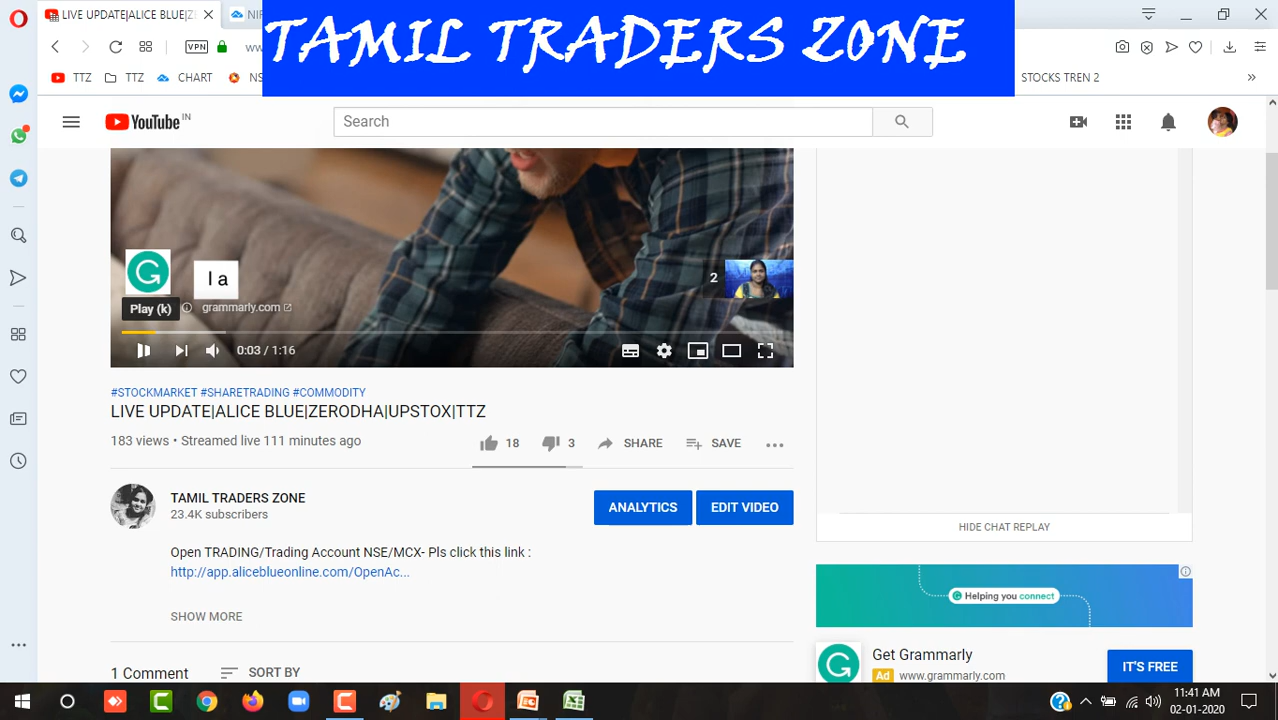 LIVE UPDATE|ALICE BLUE|Z
NI
TAMIL TRADERS ZONE
VPN
ww
TTZ
TTZ
CHART
NS
STOCKS TREN 2
YouTube IN
Search
I a
2
Play (k)
grammarly.com
0:03 / 1:16
#STOCKMARKET #SHARETRADING #COMMODITY
LIVE UPDATE|ALICE BLUE|ZERODHA|UPSTOX|TTZ
183 views • Streamed live 111 minutes ago
18
3
SHARE
SAVE
TAMIL TRADERS ZONE
23.4K subscribers
ANALYTICS
EDIT VIDEO
Open TRADING/Trading Account NSE/MCX- Pls click this link :
http://app.aliceblueonline.com/OpenAc...
SHOW MORE
1 Comment
SORT BY
HIDE CHAT REPLAY
Helping you connect
Get Grammarly
Ad www.grammarly.com
IT'S FREE
11:41 AM
02-01-2020